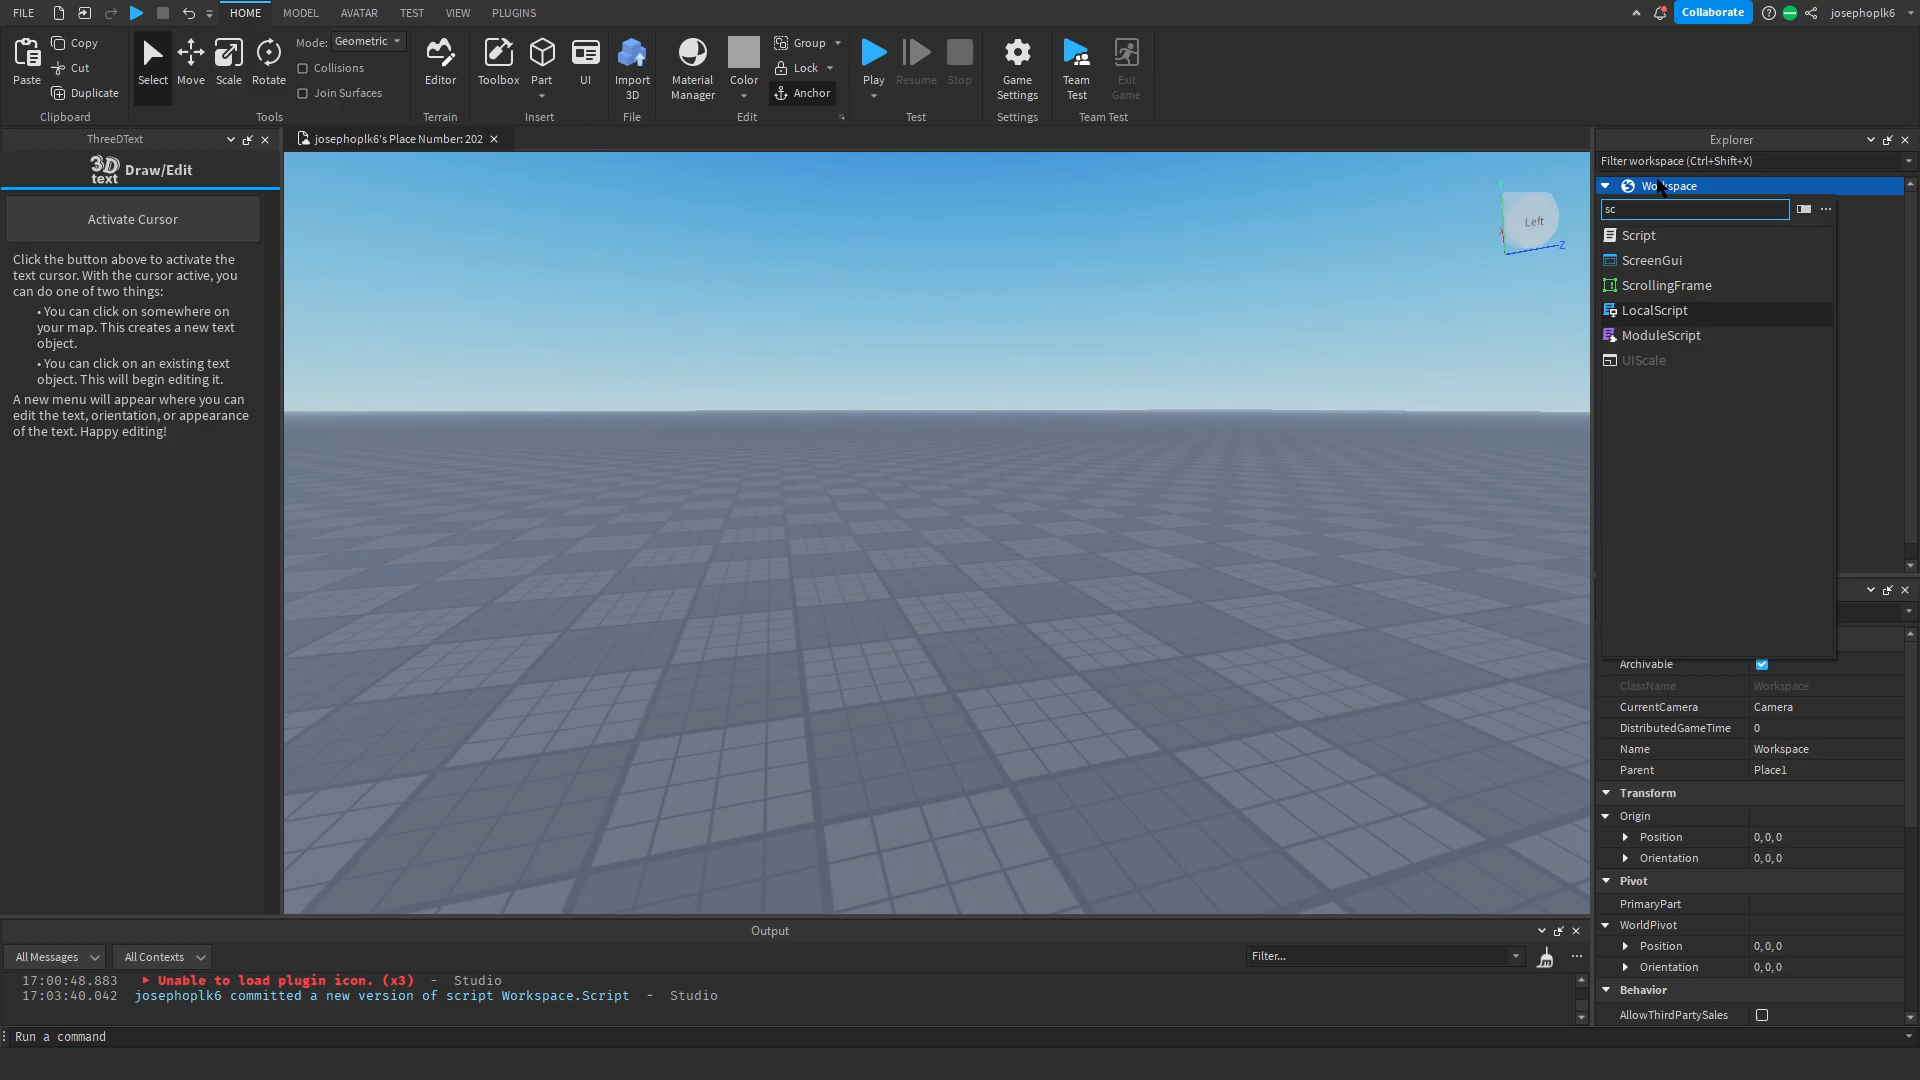 FILE
HOME
MODEL
AVATAR
TEST
VIEW
PLUGINS
Collaborate
josephoplk6
Paste
Copy
Cut
Duplicate
Clipboard
Select
Move
Scale
Rotate
Mode:
Geometric
Collisions
Join Surfaces
Tools
Editor
Terrain
Toolbox
Part
UI
Insert
Import
3D
File
Material
Manager
Color
Group
Lock
Anchor
Edit
Play
Resume
Stop
Test
Game
Settings
Settings
Team
Test
Exit
Game
Team Test
ThreeDText
3D
text
Draw/Edit
Activate Cursor
Click the button above to activate the
text cursor. With the cursor active, you
can do one of two things:
• You can click on somewhere on
your map. This creates a new text
object.
• You can click on an existing text
object. This will begin editing it.
A new menu will appear where you can
edit the text, orientation, or appearance
of the text. Happy editing!
josephoplk6's Place Number: 202
Y
Left
X
Z
Explorer
Filter workspace (Ctrl+Shift+X)
Workspace
sc
Script
ScreenGui
ScrollingFrame
LocalScript
ModuleScript
UIScale
Archivable
ClassName Workspace
CurrentCamera Camera
DistributedGameTime 0
Name Workspace
Parent Place1
Transform
Origin
Position 0, 0, 0
Orientation 0, 0, 0
Pivot
PrimaryPart
WorldPivot
Position 0, 0, 0
Orientation 0, 0, 0
Behavior
AllowThirdPartySales
Output
All Messages
All Contexts
Filter...
17:00:48.883 Unable to load plugin icon. (x3) - Studio
17:03:40.042 josephoplk6 committed a new version of script Workspace.Script - Studio
Run a command